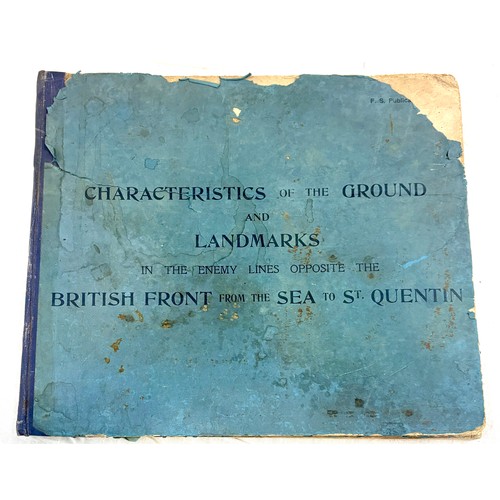 F. S. Publica
CHARACTERISTICS OF THE GROUND
AND
LANDMARKS
IN THE ENEMY LINES OPPOSITE THE
BRITISH FRONT FROM THE SEA TO ST. QUENTIN